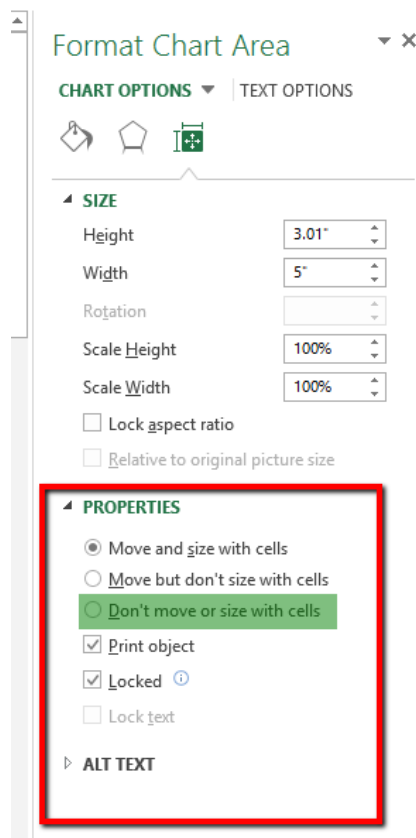 Format Chart Area
CHART OPTIONS TEXT OPTIONS
SIZE
Height 3.01"
Width 5"
Rotation
Scale Height 100%
Scale Width 100%
Lock aspect ratio
Relative to original picture size
PROPERTIES
Move and size with cells
Move but don't size with cells
Don't move or size with cells
Print object
Locked
Lock text
ALT TEXT